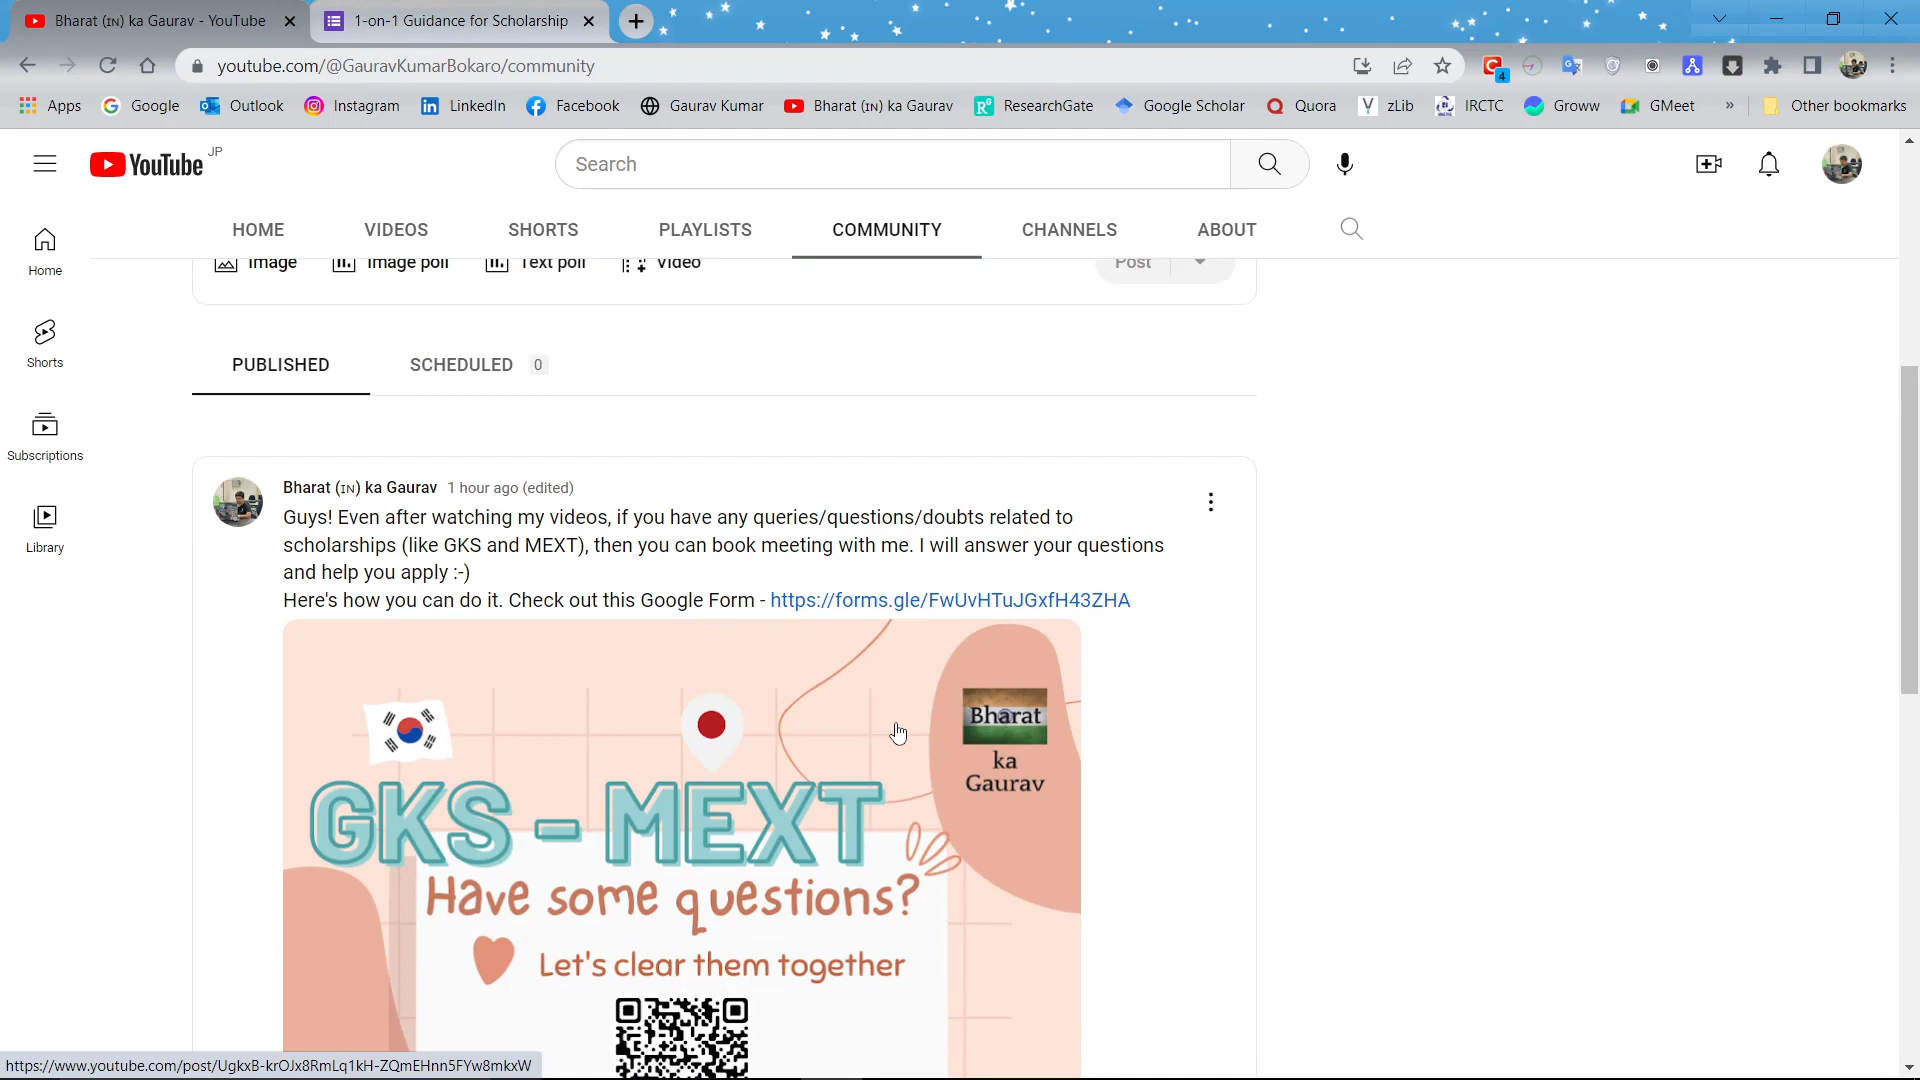 Bharat (IN) ka Gaurav - YouTube
1-on-1 Guidance for Scholarship
youtube.com/@GauravKumarBokaro/community
4
Apps
Google
Outlook
Instagram
LinkedIn
Facebook
Gaurav Kumar
Bharat (IN) ka Gaurav
ResearchGate
Google Scholar
Quora
zLib
IRCTC
Groww
GMeet
»
Other bookmarks
YouTube JP
Search
HOME
VIDEOS
SHORTS
PLAYLISTS
COMMUNITY
CHANNELS
ABOUT
Home
Shorts
Subscriptions
Library
Image
Image poll
Text poll
Video
Post
PUBLISHED
SCHEDULED 0
Bharat (IN) ka Gaurav 1 hour ago (edited)
Guys! Even after watching my videos, if you have any queries/questions/doubts related to
scholarships (like GKS and MEXT), then you can book meeting with me. I will answer your questions
and help you apply :-)
Here's how you can do it. Check out this Google Form - https://forms.gle/FwUvHTuJGxfH43ZHA
Bharat
ka
Gaurav
GKS - MEXT
Have some questions?
Let's clear them together
https://www.youtube.com/post/UgkxB-krOJx8RmLq1kH-ZQmEHnn5FYw8mkxW